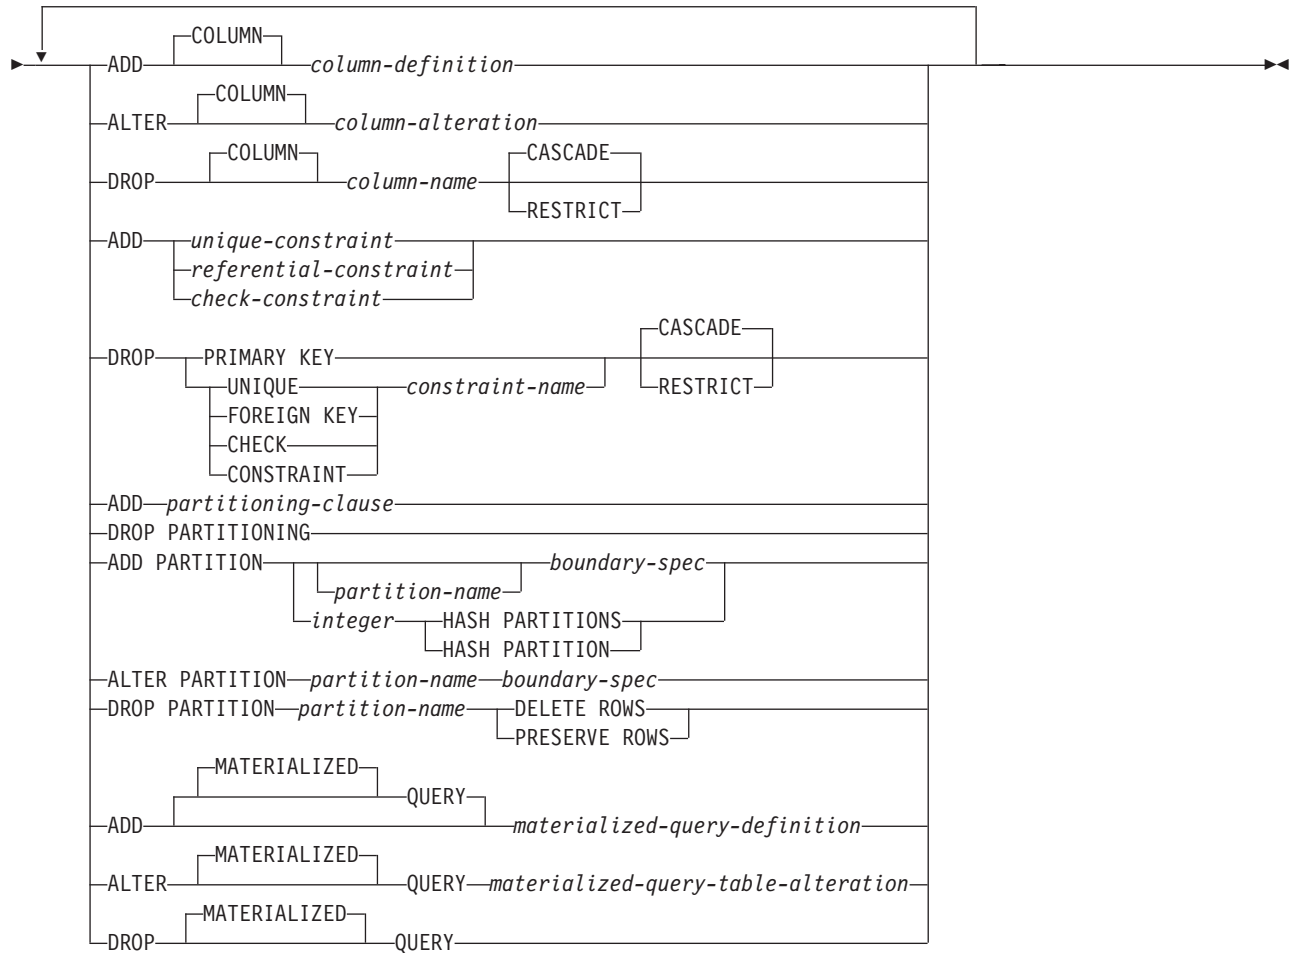 COLUMN
ADD column-definition
COLUMN
ALTER column-alteration
COLUMN CASCADE
DROP column-name
RESTRICT
ADD unique-constraint
referential-constraint
check-constraint
CASCADE
DROP PRIMARY KEY
UNIQUE constraint-name RESTRICT
FOREIGN KEY
CHECK
CONSTRAINT
ADD partitioning-clause
DROP PARTITIONING
ADD PARTITION boundary-spec
partition-name
integer HASH PARTITIONS
HASH PARTITION
ALTER PARTITION partition-name boundary-spec
DROP PARTITION partition-name DELETE ROWS
PRESERVE ROWS
MATERIALIZED
QUERY
ADD materialized-query-definition
MATERIALIZED
ALTER QUERY materialized-query-table-alteration
MATERIALIZED
DROP QUERY